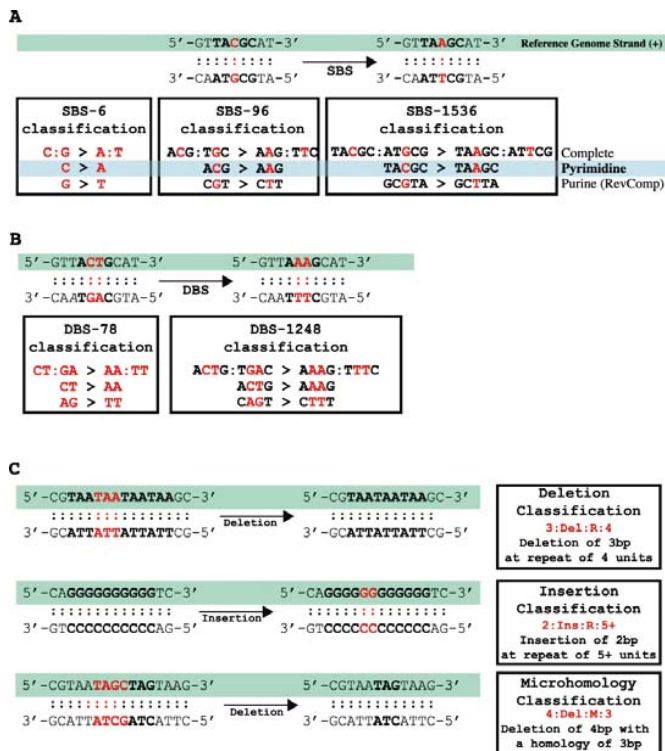 A
5'-GTTACGCAT-3' 5'-GTTAAGCAT-3' Reference Genome Strand (+)
:::::::::  :::::::::
SBS
3'-CAATGCGTA-5' 3'-CAATTCGTA-5'
SBS-6 SBS-96 SBS-1536
classification classification classification
C:G > A:T ACG:TGC > AAG:TTC TACGC:ATGCG > TAAGC:ATTCG Complete
C > A ACG > AAG TACGC > TAAGC Pyrimidine
G > T CGT > CTT GCGTA > GCTTA Purine (RevComp)
B
5'-GTTACTGCAT-3' 5'-GTTAAAGCAT-3'
DBS
3'-CAATGACGTA-5' 3'-CAATTTCGTA-5'
DBS-78 DBS-1248
classification classification
CT:GA > AA:TT ACTG:TGAC > AAAG:TTTC
CT > AA ACTG > AAAG
AG > TT CAGT > CTTT
C
5'-CGTAATAATAATAAGC-3' 5'-CGTAATAATAAGC-3'
Deletion
3'-GCATTATTATTATTCG-5' 3'-GCATTATTATTCG-5'
Deletion
Classification
3:Del:R:4
Deletion of 3bp
at repeat of 4 units
5'-CAGGGGGGGGGGTC-3' 5'-CAGGGGGGGGGGGGTC-3'
Insertion
3'-GTCCCCCCCCCCAG-5' 3'-GTCCCCCCCCCCCCAG-5'
Insertion
Classification
2:Ins:R:5+
Insertion of 2bp
at repeat of 5+ units
5'-CGTAATAGCTAGTAAG-3' 5'-CGTAATAGTAAG-3'
Deletion
3'-GCATTATCGATCATTC-5' 3'-GCATTATCATTC-5'
Microhomology
Classification
4:Del:M:3
Deletion of 4bp with
a homology of 3bp